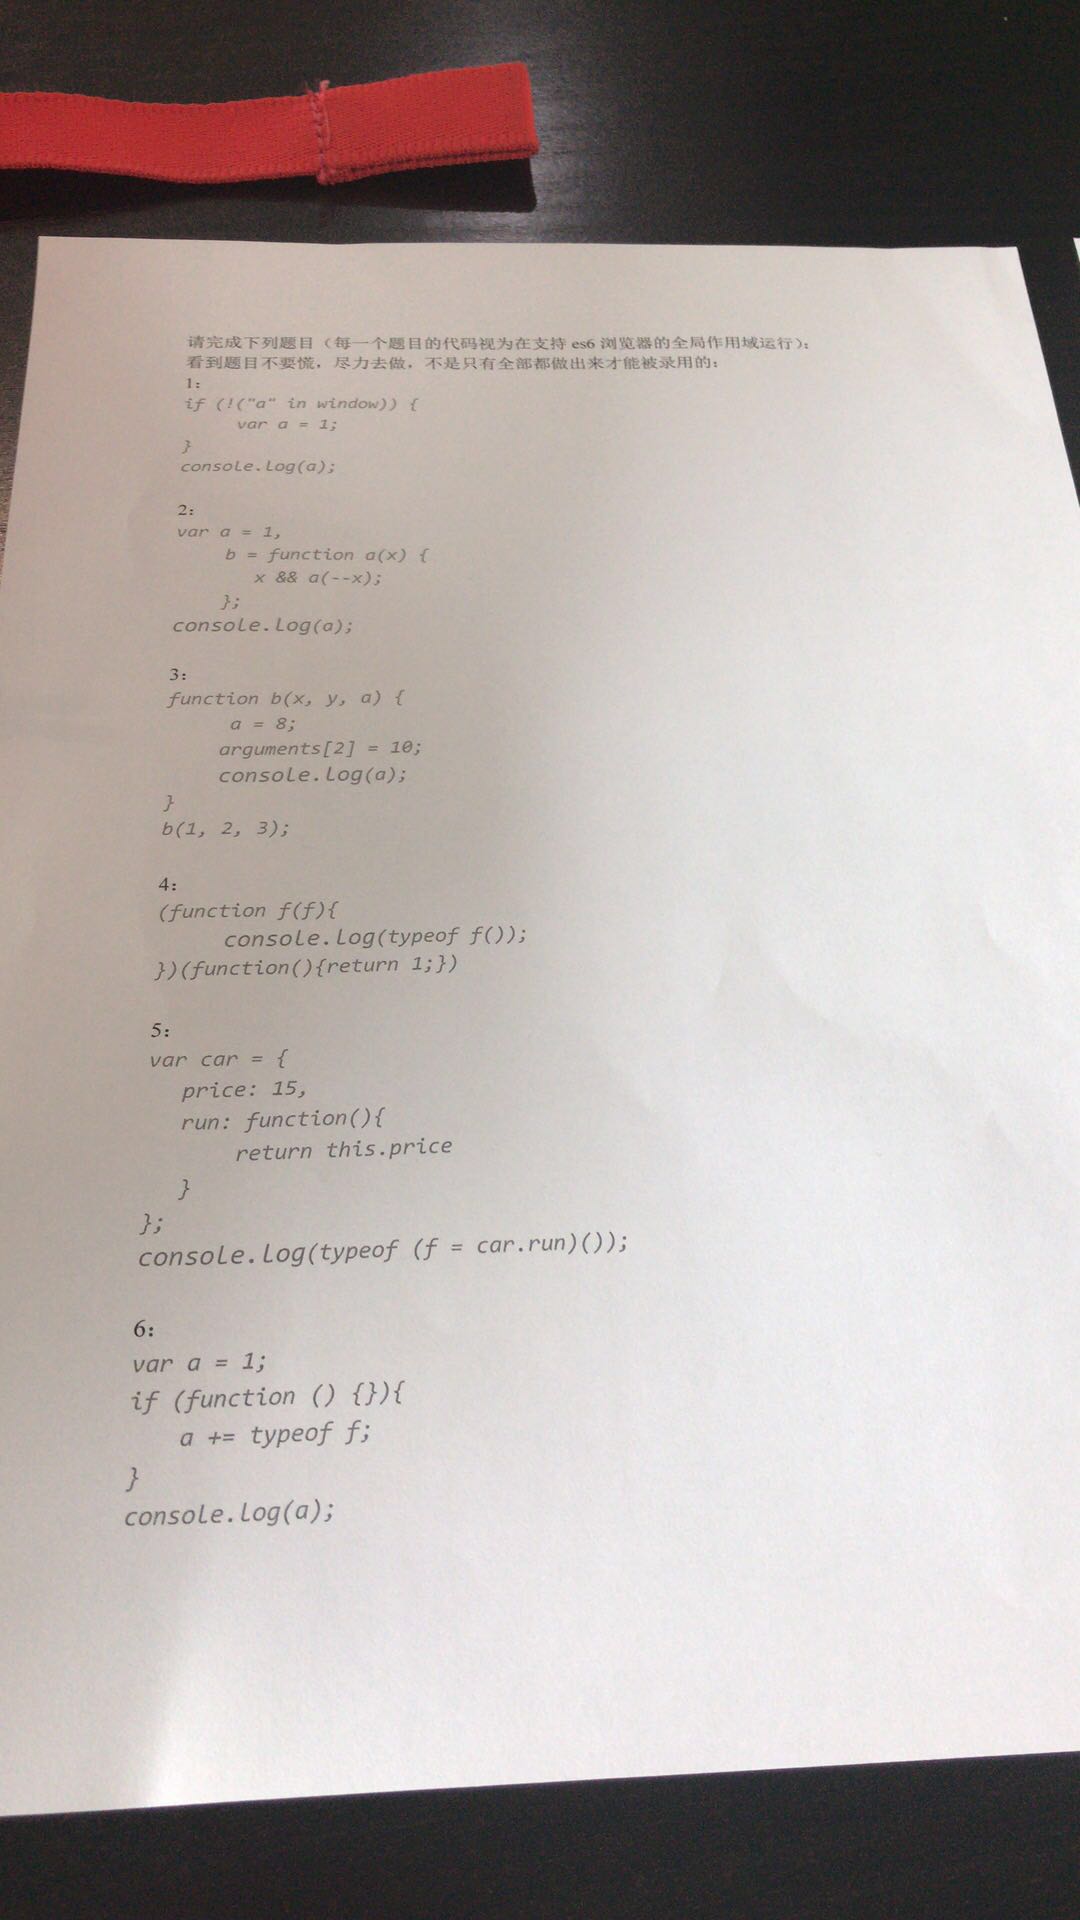 请完成下列题目（每一个题目的代码视为在支持 es6 浏览器的全局作用域运行）：
看到题目不要慌，尽力去做，不是只有全部都做出来才能被录用的：
1：
if (!("a" in window)) {
var a = 1;
}
console.log(a);
2：
var a = 1,
b = function a(x) {
x && a(--x);
};
console.log(a);
3：
function b(x, y, a) {
a = 8;
arguments[2] = 10;
console.log(a);
}
b(1, 2, 3);
4：
(function f(f){
console.log(typeof f());
})(function(){return 1;})
5：
var car = {
price: 15,
run: function(){
return this.price
}
};
console.log(typeof (f = car.run)());
6：
var a = 1;
if (function () {}){
a += typeof f;
}
console.log(a);